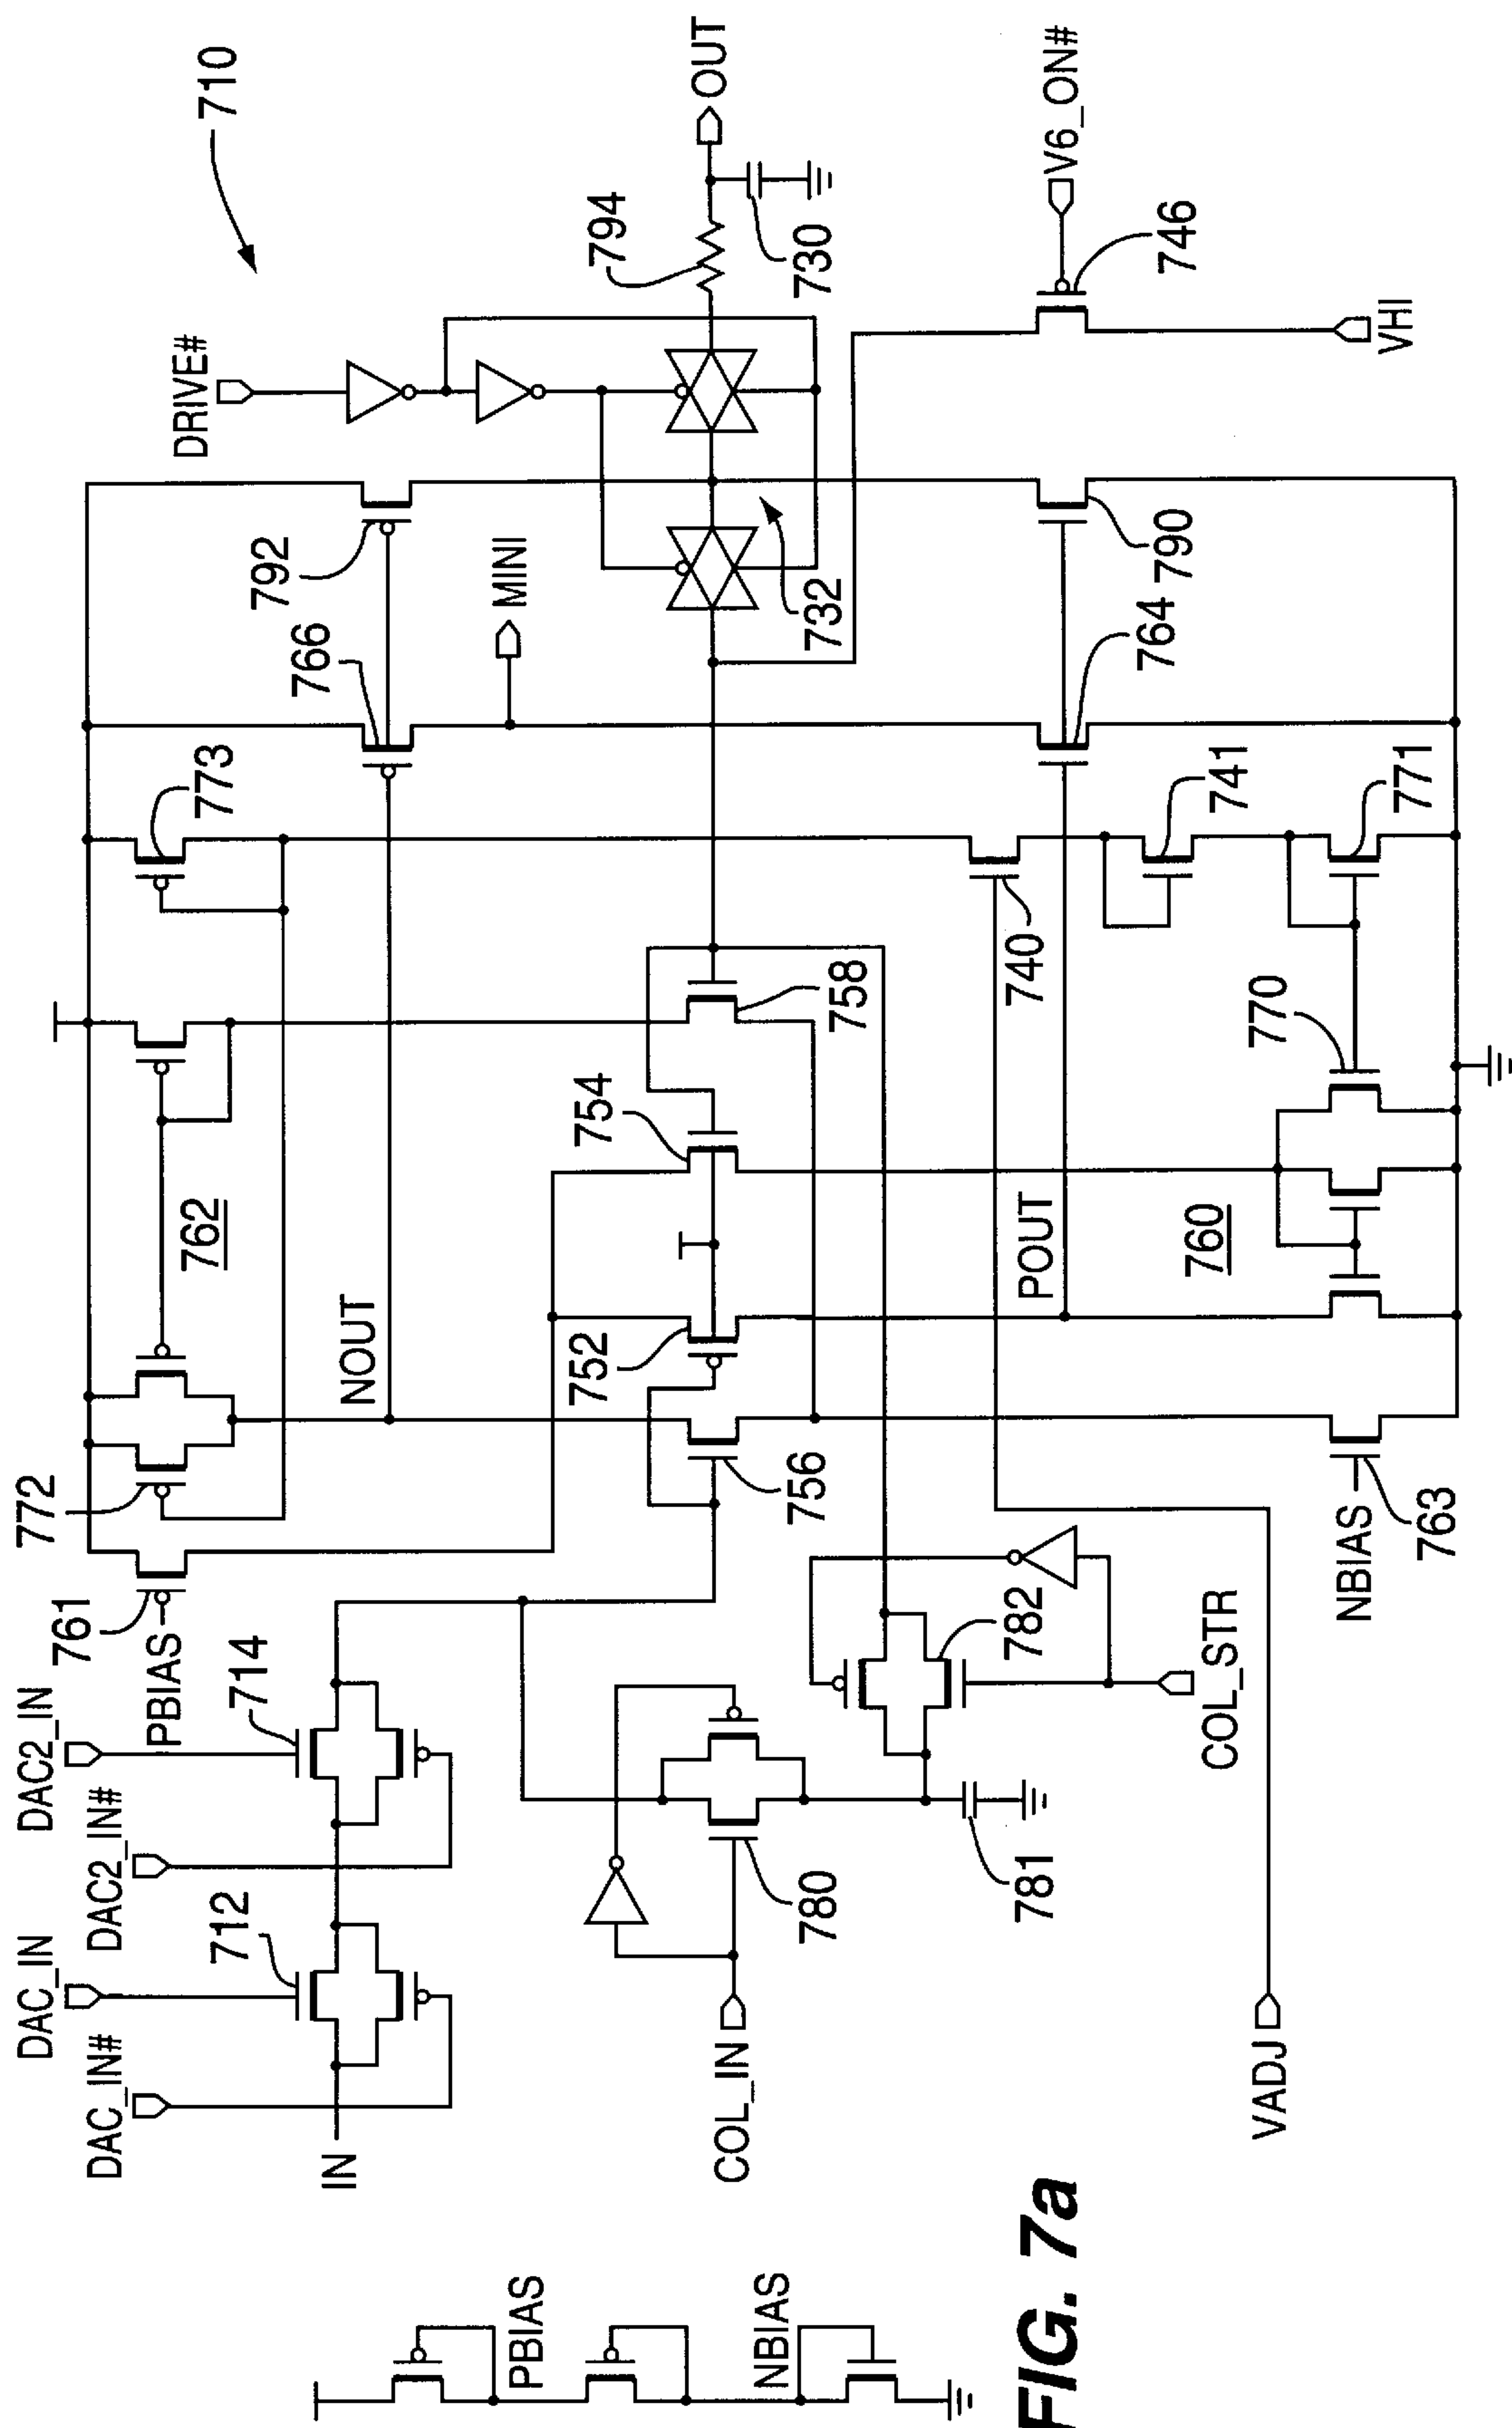 710
DRIVE#
OUT
794
730
V6_ON#
746
VHI
792
766
MINI
732
790
764
773
741
771
740
758
754
770
762
760
NOUT
POUT
752
772
756
761
PBIAS
NBIAS
763
DAC2_IN
714
DAC2_IN#
782
COL_STR
DAC_IN
712
DAC_IN#
780
781
IN
COL_IN
VADJ
PBIAS
NBIAS
FIG. 7a